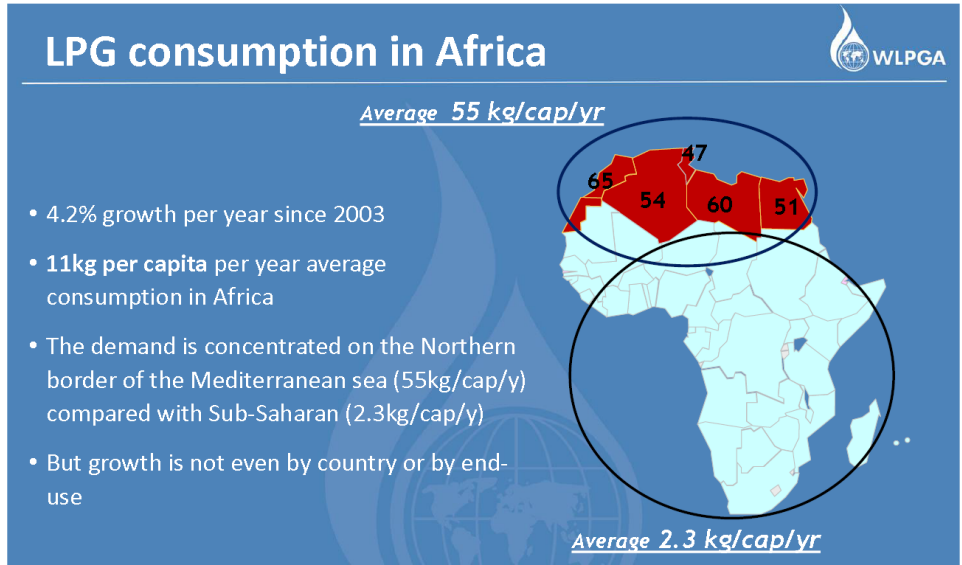 LPG consumption in Africa
WLPGA
Average 55 kg/cap/yr
47
65
54
60
51
• 4.2% growth per year since 2003
• 11kg per capita per year average
consumption in Africa
• The demand is concentrated on the Northern
border of the Mediterranean sea (55kg/cap/y)
compared with Sub-Saharan (2.3kg/cap/y)
• But growth is not even by country or by end-
use
Average 2.3 kg/cap/yr